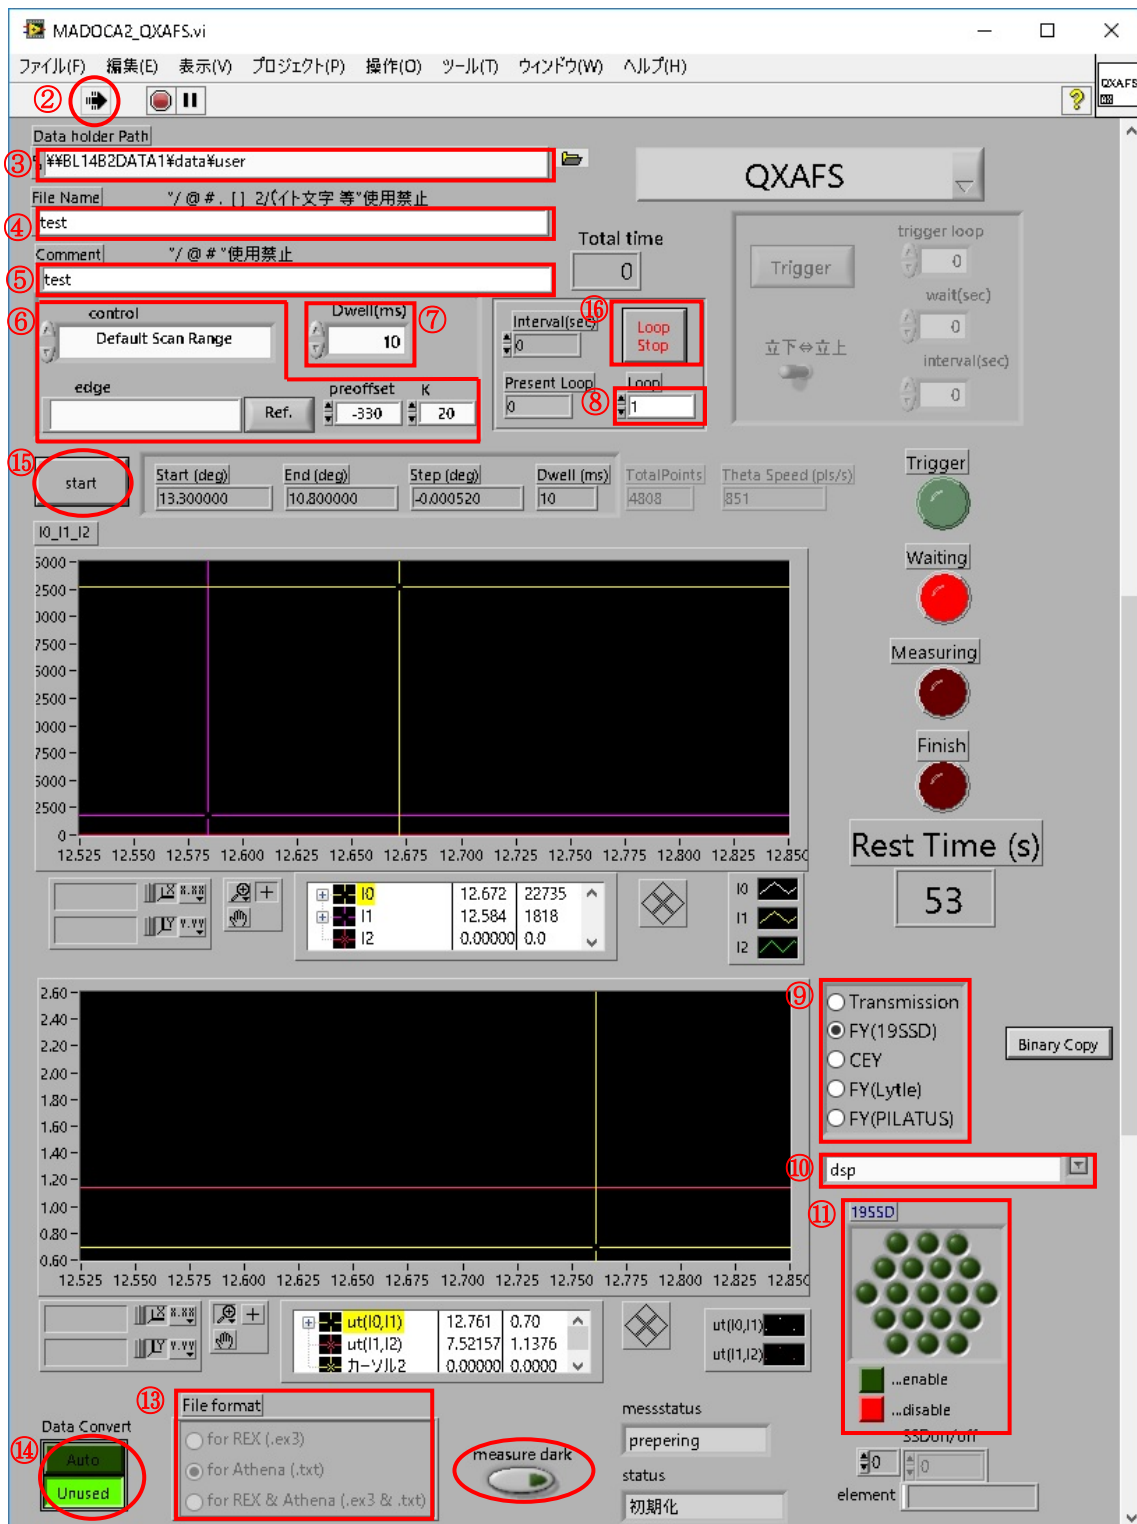 MADOCA2_QXAFS.vi
ファイル(F) 編集(E) 表示(V) プロジェクト(P) 操作(O) ツール(T) ウィンドウ(W) ヘルプ(H)
②
QXAFS
Data holder Path
③ ¥¥BL14B2DATA1¥data¥user
QXAFS
File Name "/ @ # . [ ] 2バイト文字 等"使用禁止
④ test
Comment "/ @ # "使用禁止
⑤ test
Total time
0
Trigger
trigger loop
0
wait(sec)
0
立下⇔立上
interval(sec)
0
⑥ control
Default Scan Range
Dwell(ms) ⑦
10
edge
Ref.
preoffset K
-330 20
Interval(sec)
0
⑯ Loop Stop
Present Loop Loop
0 ⑧ 1
⑮ start
Start (deg) End (deg) Step (deg) Dwell (ms) TotalPoints Theta Speed (pls/s)
13.300000 10.800000 -0.000520 10 4808 851
Trigger
Waiting
Measuring
Finish
Rest Time (s)
53
I0_I1_I2
5000
2500
0000
7500
5000
2500
0000
7500
5000
2500
0
12.525 12.550 12.575 12.600 12.625 12.650 12.675 12.700 12.725 12.750 12.775 12.800 12.825 12.850
X.XX
Y.YY
I0 12.672 22735
I1 12.584 1818
I2 0.00000 0.0
I0
I1
I2
2.60
2.40
2.20
2.00
1.80
1.60
1.40
1.20
1.00
0.80
0.60
12.525 12.550 12.575 12.600 12.625 12.650 12.675 12.700 12.725 12.750 12.775 12.800 12.825 12.850
⑨ Transmission
FY(19SSD)
CEY
FY(Lytle)
FY(PILATUS)
Binary Copy
⑩ dsp
⑪ 19SSD
...enable
...disable
SSDon/off
0 0
element
X.XX
Y.YY
ut(I0,I1) 12.761 0.70
ut(I1,I2) 7.52157 1.1376
カーソル2 0.00000 0.0000
ut(I0,I1)
ut(I1,I2)
⑭ Data Convert
Auto
Unused
⑬ File format
for REX (.ex3)
for Athena (.txt)
for REX & Athena (.ex3 & .txt)
measure dark
messstatus
prepering
status
初期化